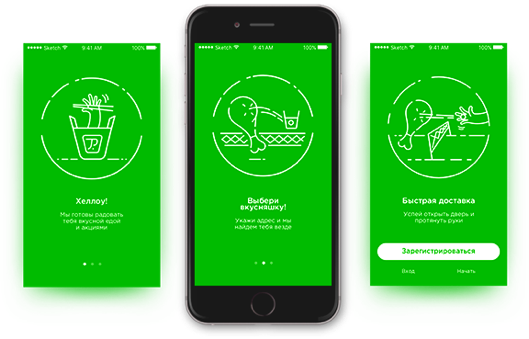 Sketch 9:41 AM 100%
Хеллоу!
Мы готовы радовать
тебя вкусной едой
и акциями
Sketch 9:41 AM 100%
Выбери
вкусняшку!
Укажи адрес и мы
найдем тебя везде
Sketch 9:41 AM 100%
Быстрая доставка
Успей открыть дверь и
протянуть руки
Зарегистрироваться
Вход Начать